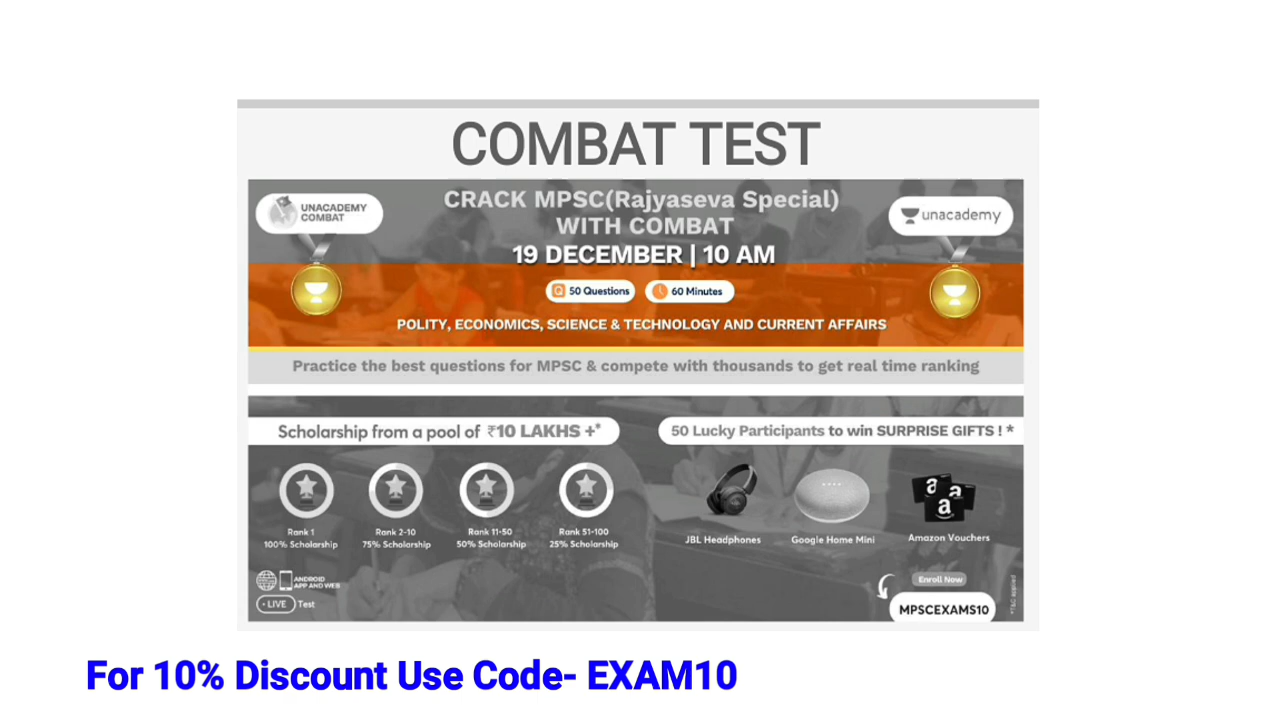 COMBAT TEST
UNACADEMY
COMBAT
CRACK MPSC(Rajyaseva Special)
WITH COMBAT
19 DECEMBER | 10 AM
unacademy
50 Questions
60 Minutes
POLITY, ECONOMICS, SCIENCE & TECHNOLOGY AND CURRENT AFFAIRS
Practice the best questions for MPSC & compete with thousands to get real time ranking
Scholarship from a pool of ₹10 LAKHS +*
50 Lucky Participants to win SURPRISE GIFTS ! *
Rank 1
100% Scholarship
Rank 2-10
75% Scholarship
Rank 11-50
50% Scholarship
Rank 51-100
25% Scholarship
JBL Headphones
Google Home Mini
Amazon Vouchers
ANDROID
APP AND WEB
• LIVE Test
Enroll Now
MPSCEXAMS10
*T&C applied
For 10% Discount Use Code- EXAM10